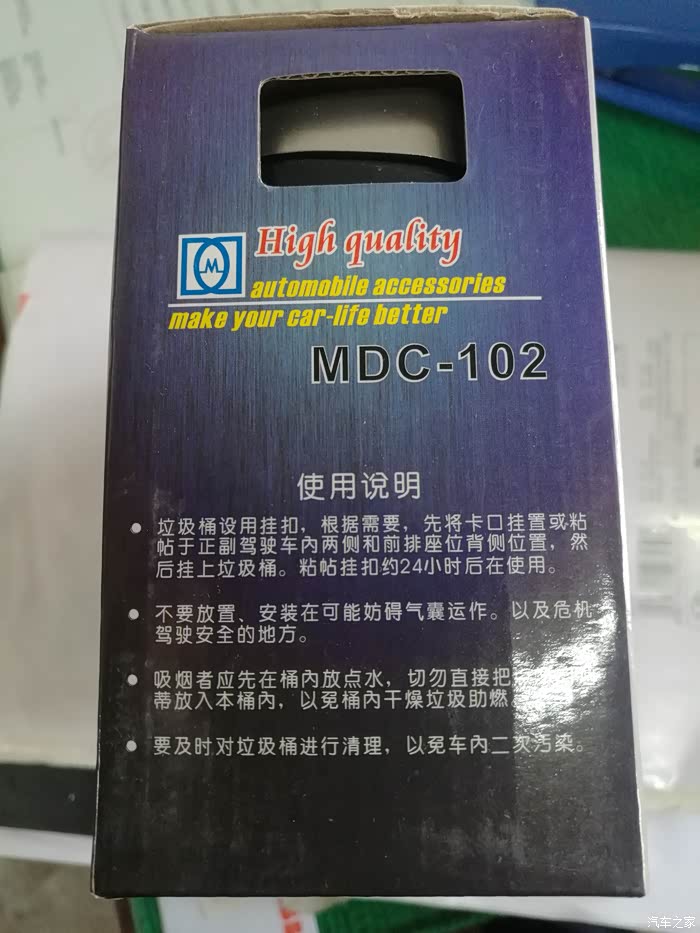 High quality
automobile accessories
make your car-life better
MDC-102
使用说明
• 垃圾桶设用挂扣，根据需要，先将卡口挂置或粘
帖于正副驾驶车内两侧和前排座位背侧位置，然
后挂上垃圾桶。粘帖挂扣约24小时后在使用。
• 不要放置、安装在可能妨碍气囊运作。以及危机
驾驶安全的地方。
• 吸烟者应先在桶内放点水，切勿直接把
蒂放入本桶内，以免桶内干燥垃圾助燃
• 要及时对垃圾桶进行清理，以免车内二次污染。
汽车之家